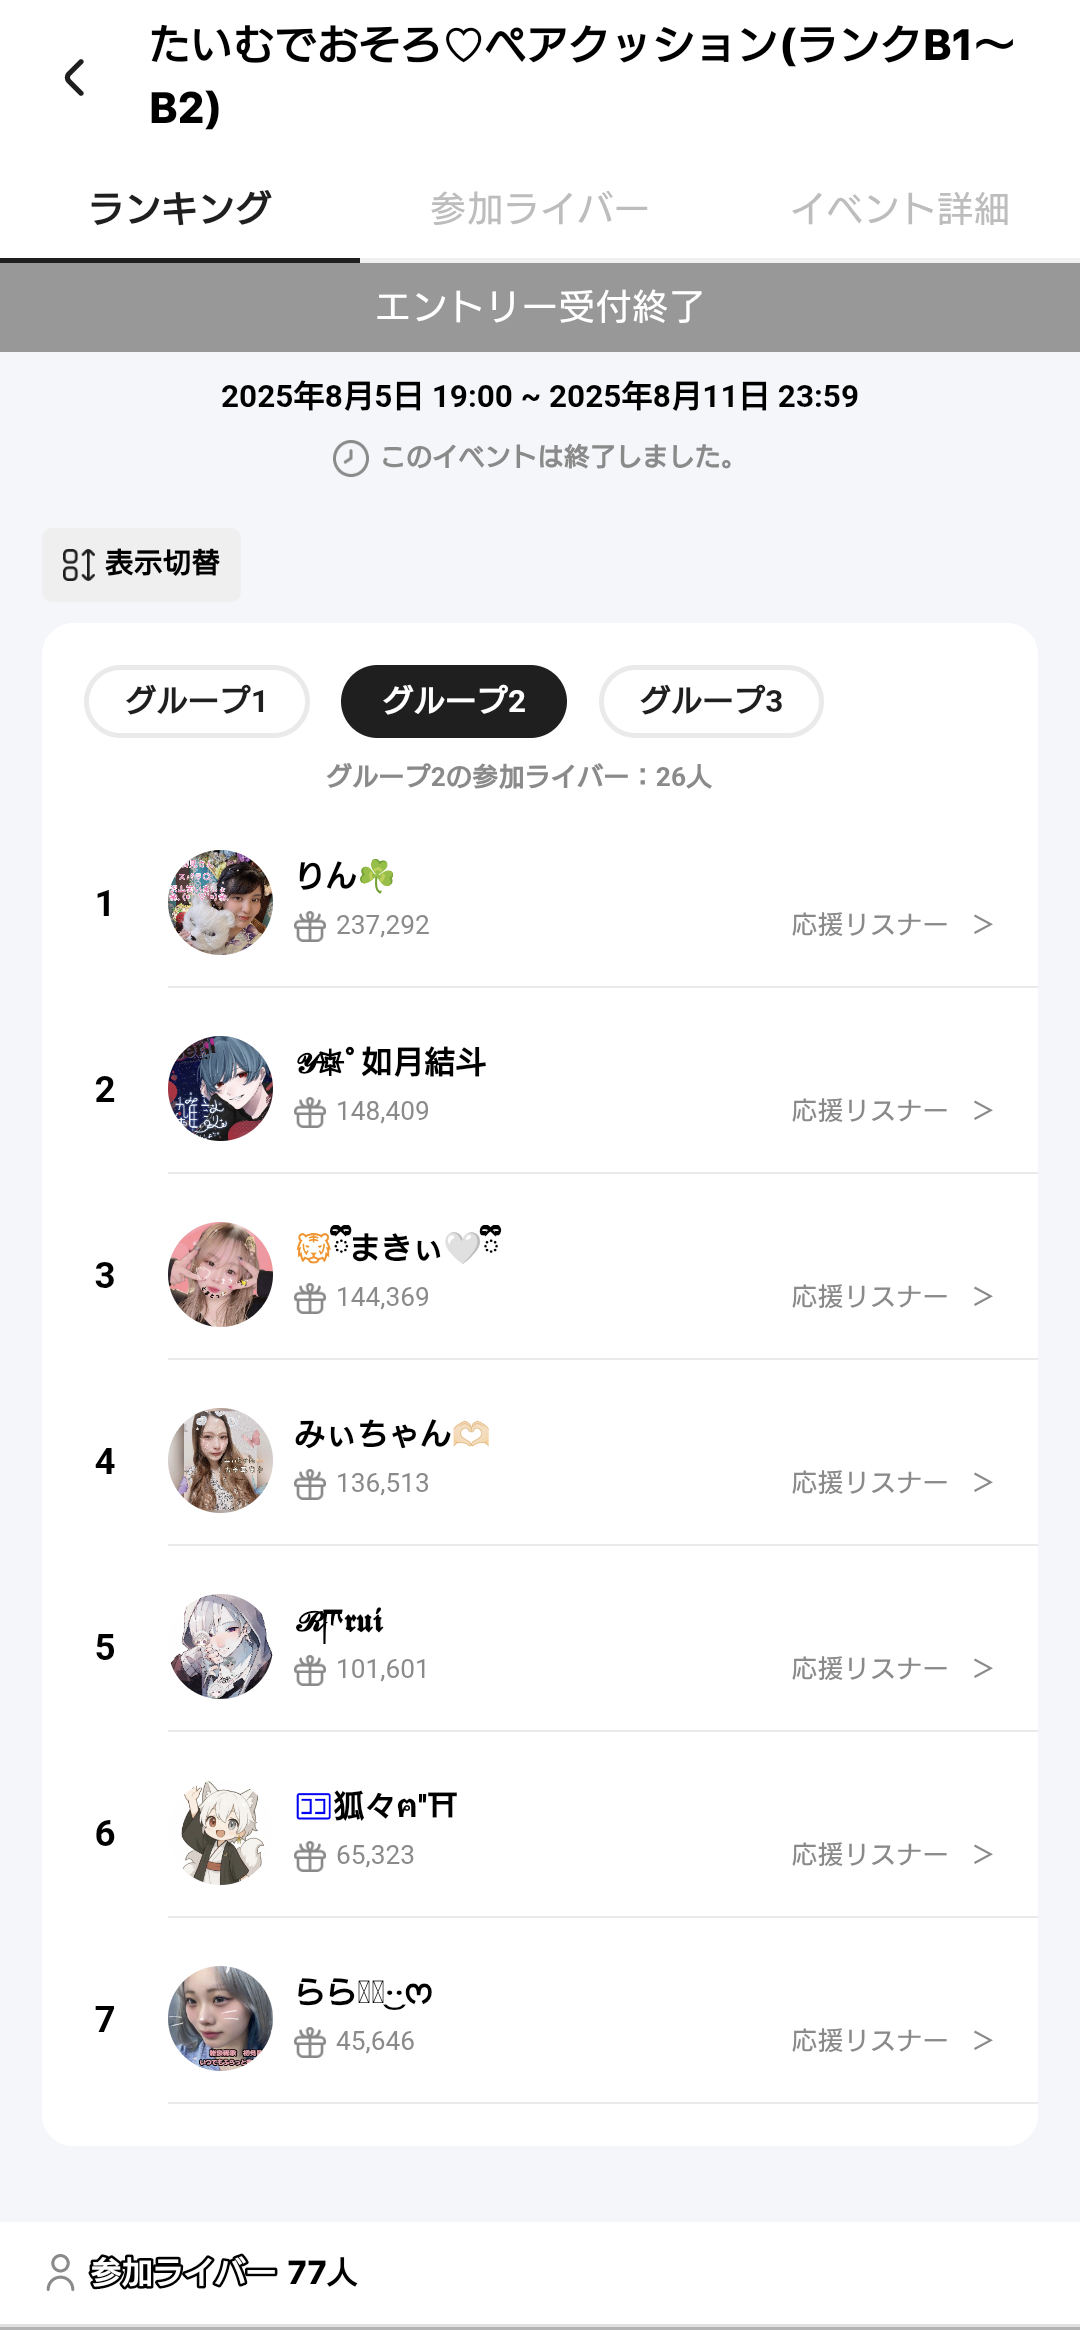 たいむでおそろ♡ペアクッション(ランクB1〜
B2)
ランキング 参加ライバー イベント詳細
エントリー受付終了
2025年8月5日 19:00 ~ 2025年8月11日 23:59
このイベントは終了しました。
表示切替
グループ1 グループ2 グループ3
グループ2の参加ライバー：26人
1 りん☘️
237,292 応援リスナー >
2 𝒴⛧ﾟ如月結斗
148,409 応援リスナー >
3 🐯まきぃ🤍
144,369 応援リスナー >
4 みぃちゃん🫶🏻
136,513 応援リスナー >
5 𝖗𝖚𝖎
101,601 応援リスナー >
6 ココ狐々ฅ"⛩
65,323 応援リスナー >
7 らら
45,646 応援リスナー >
参加ライバー 77人